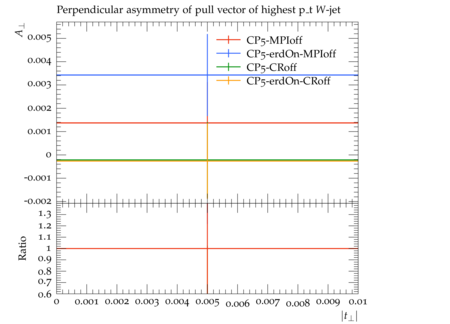 Perpendicular asymmetry of pull vector of highest p_t W-jet
A⊥
0.005
0.004
0.003
0.002
0.001
0
-0.001
-0.002
CP5-MPIoff
CP5-erdOn-MPIoff
CP5-CRoff
CP5-erdOn-CRoff
Ratio
1.3
1.2
1.1
1
0.9
0.8
0.7
0.6
0 0.001 0.002 0.003 0.004 0.005 0.006 0.007 0.008 0.009 0.01
|t⊥|